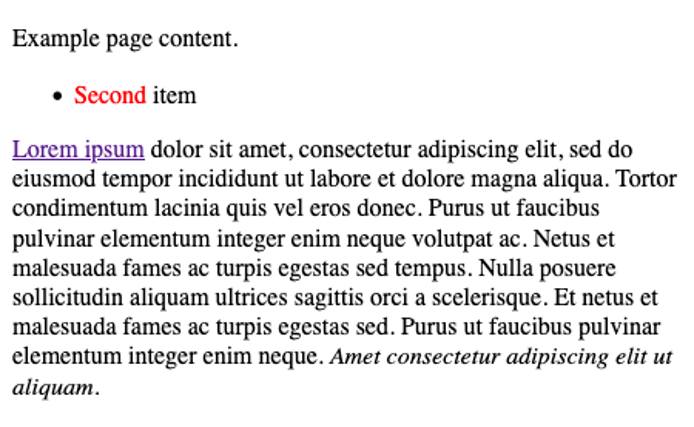 Example page content.
Second item
Lorem ipsum dolor sit amet, consectetur adipiscing elit, sed do
eiusmod tempor incididunt ut labore et dolore magna aliqua. Tortor
condimentum lacinia quis vel eros donec. Purus ut faucibus
pulvinar elementum integer enim neque volutpat ac. Netus et
malesuada fames ac turpis egestas sed tempus. Nulla posuere
sollicitudin aliquam ultrices sagittis orci a scelerisque. Et netus et
malesuada fames ac turpis egestas sed. Purus ut faucibus pulvinar
elementum integer enim neque. Amet consectetur adipiscing elit ut
aliquam.